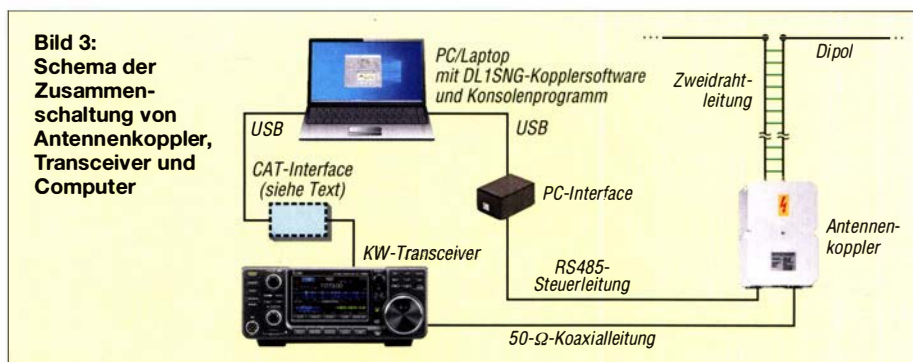 Bild 3:
Schema der
Zusammen-
schaltung von
Antennenkoppler,
Transceiver und
Computer
PC/Laptop
mit DL1SNG-Kopplersoftware
und Konsolenprogramm
USB
USB
CAT-Interface
(siehe Text)
KW-Transceiver
PC-Interface
RS485-
Steuerleitung
50-Ω-Koaxialleitung
Zweidraht-
leitung
Dipol
Antennen-
koppler